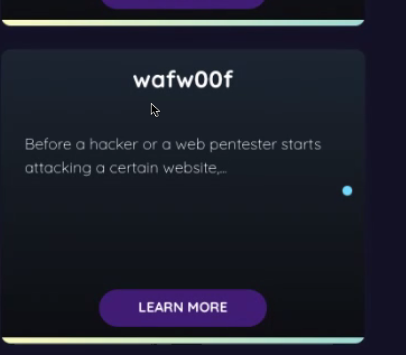 wafw00f
Before a hacker or a web pentester starts
attacking a certain website,...
LEARN MORE